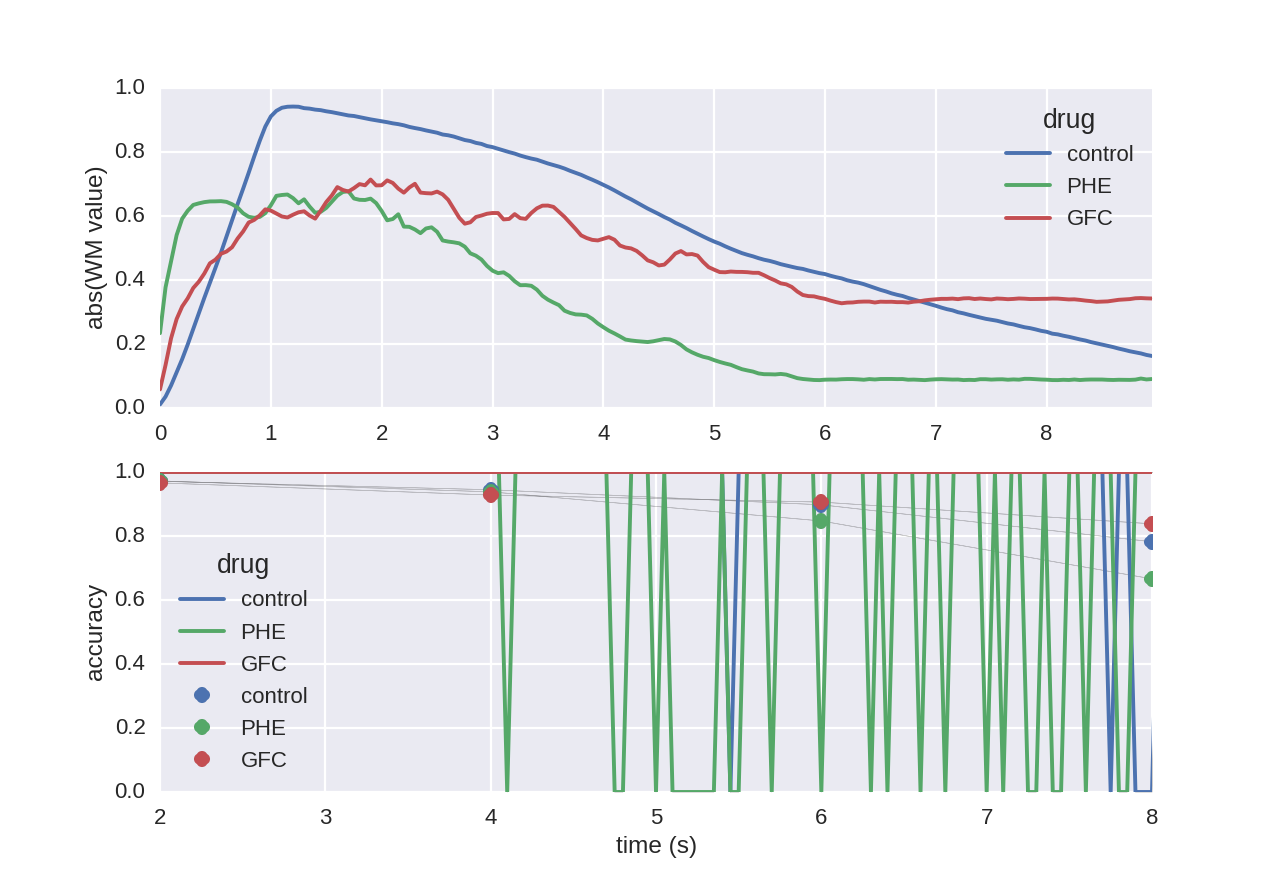 1.0
0.8
0.6
0.4
0.2
0.0
abs(WM value)
drug
control
PHE
GFC
0 1 2 3 4 5 6 7 8
1.0
0.8
0.6
0.4
0.2
0.0
accuracy
drug
control
PHE
GFC
control
PHE
GFC
2 3 4 5 6 7 8
time (s)